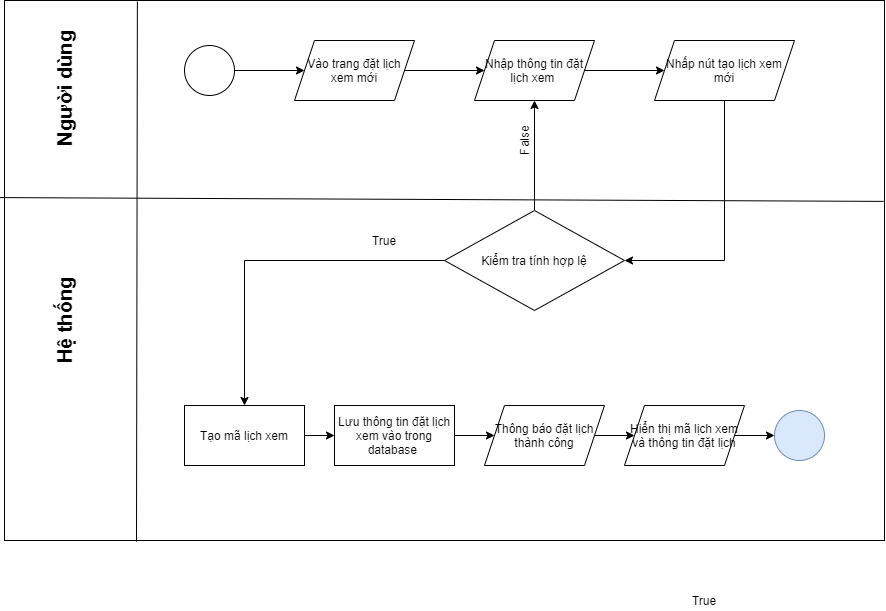 Người dùng
Vào trang đặt lịch
xem mới
Nhập thông tin đặt
lịch xem
Nhấp nút tạo lịch xem
mới
False
Hệ thống
True
Kiểm tra tính hợp lệ
Tạo mã lịch xem
Lưu thông tin đặt lịch
xem vào trong
database
Thông báo đặt lịch
thành công
Hiển thị mã lịch xem
và thông tin đặt lịch
True